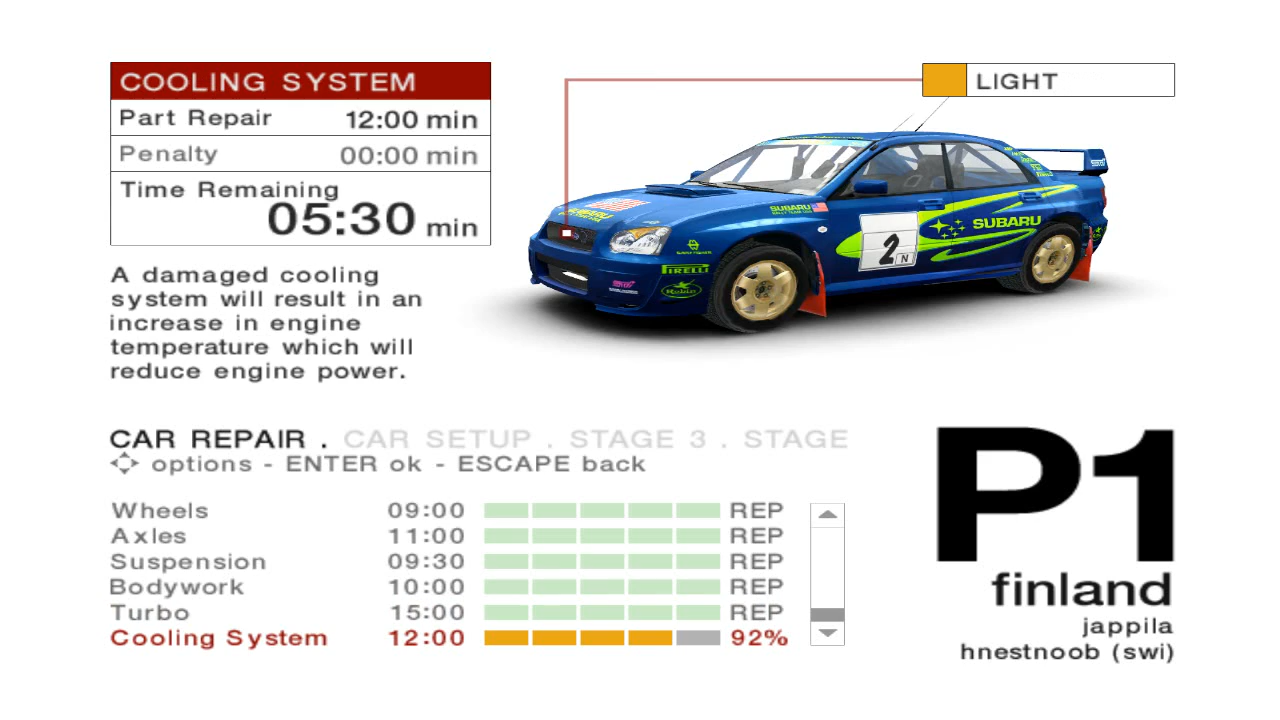 COOLING SYSTEM
Part Repair 12:00 min
Penalty 00:00 min
Time Remaining
05:30 min
LIGHT
SUBARU
SUBARU
SUBARU
2
N
PIRELLI
A damaged cooling
system will result in an
increase in engine
temperature which will
reduce engine power.
CAR REPAIR . CAR SETUP . STAGE 3 . STAGE
options - ENTER ok - ESCAPE back
Wheels 09:00 REP
Axles 11:00 REP
Suspension 09:30 REP
Bodywork 10:00 REP
Turbo 15:00 REP
Cooling System 12:00 92%
P1
finland
jappila
hnestnoob (swi)